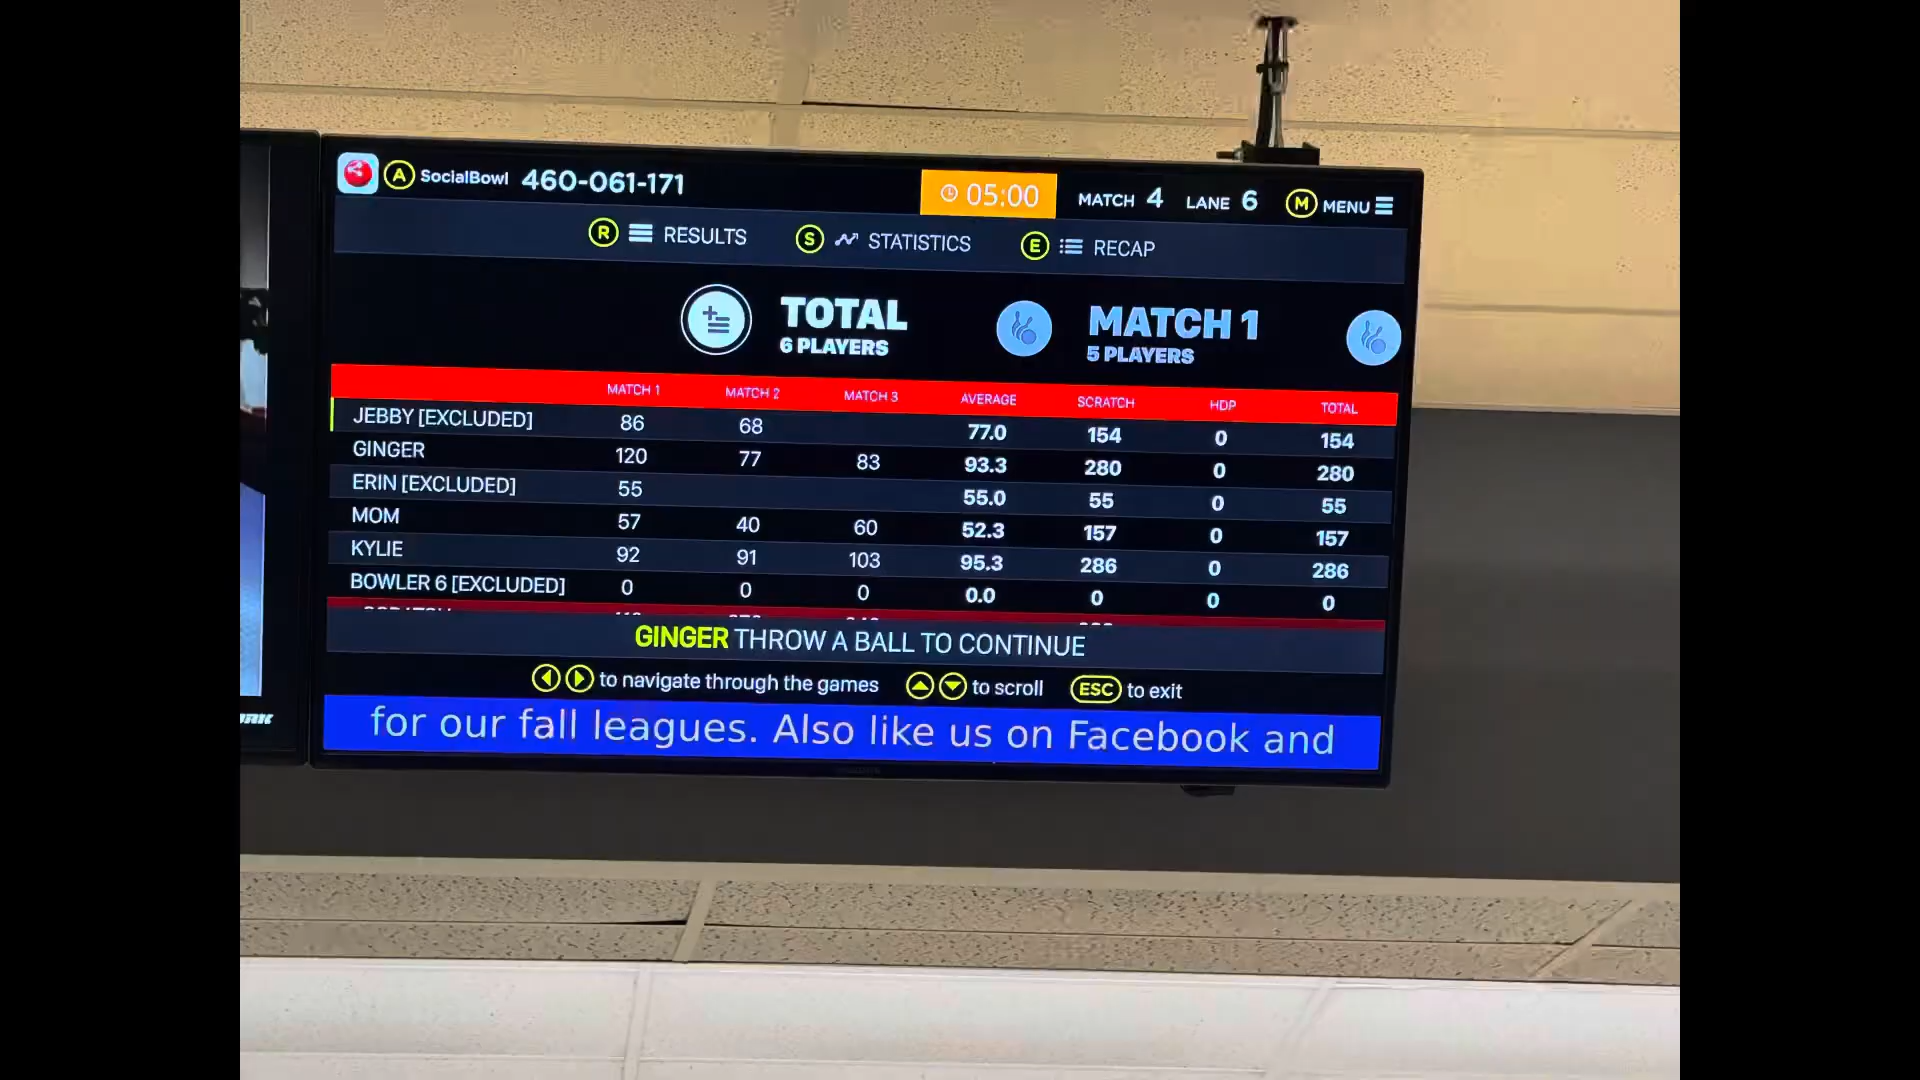 A SocialBowl 460-061-171 05:00 MATCH 4 LANE 6 M MENU
R RESULTS S STATISTICS E RECAP
TOTAL MATCH 1
6 PLAYERS 5 PLAYERS
MATCH 1 MATCH 2 MATCH 3 AVERAGE SCRATCH HDP TOTAL
JEBBY [EXCLUDED] 86 68 77.0 154 0 154
GINGER 120 77 83 93.3 280 0 280
ERIN [EXCLUDED] 55 55.0 55 0 55
MOM 57 40 60 52.3 157 0 157
KYLIE 92 91 103 95.3 286 0 286
BOWLER 6 [EXCLUDED] 0 0 0 0.0 0 0 0
GINGER THROW A BALL TO CONTINUE
to navigate through the games to scroll ESC to exit
for our fall leagues. Also like us on Facebook and